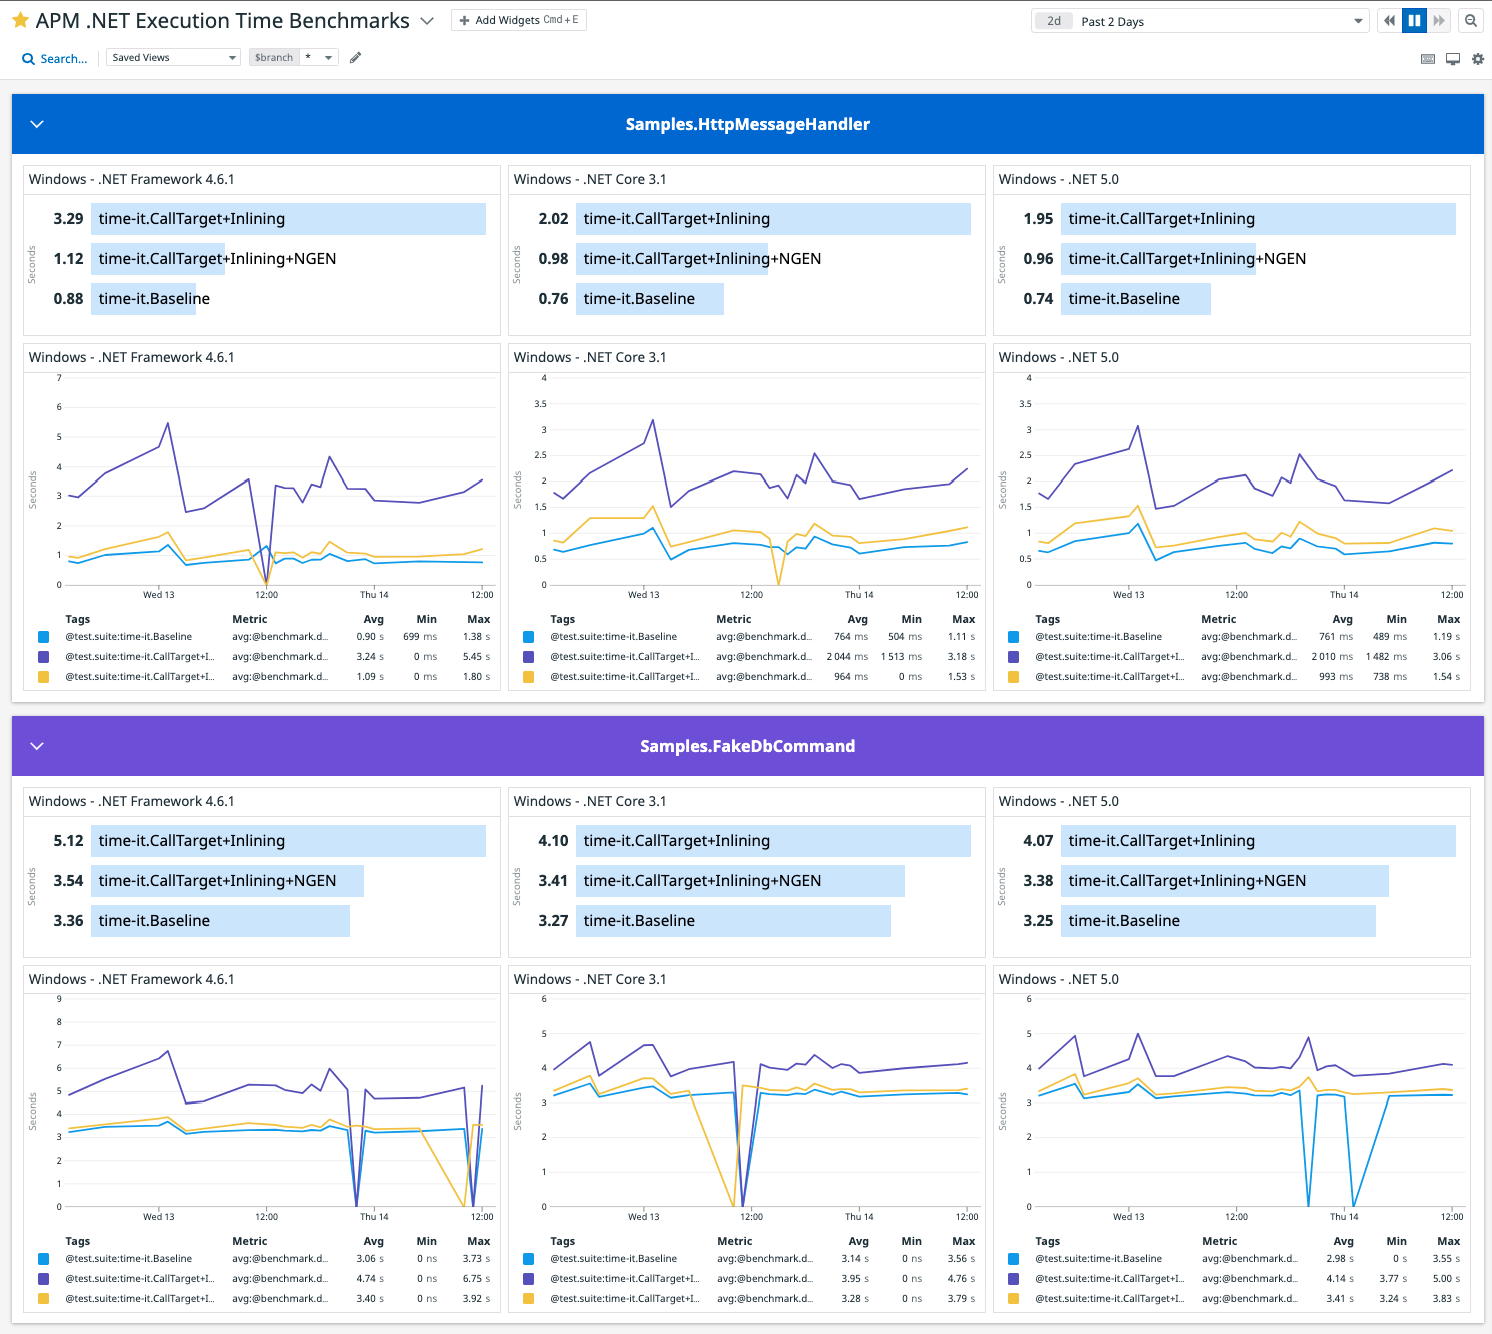 APM .NET Execution Time Benchmarks
Add Widgets Cmd+E
2d Past 2 Days
Search...
Saved Views
$branch *
Samples.HttpMessageHandler
Windows - .NET Framework 4.6.1
Seconds
3.29 time-it.CallTarget+Inlining
1.12 time-it.CallTarget+Inlining+NGEN
0.88 time-it.Baseline
Windows - .NET Core 3.1
Seconds
2.02 time-it.CallTarget+Inlining
0.98 time-it.CallTarget+Inlining+NGEN
0.76 time-it.Baseline
Windows - .NET 5.0
Seconds
1.95 time-it.CallTarget+Inlining
0.96 time-it.CallTarget+Inlining+NGEN
0.74 time-it.Baseline
Windows - .NET Framework 4.6.1
Seconds
7
6
5
4
3
2
1
0
Wed 13 12:00 Thu 14 12:00
Tags Metric Avg Min Max
@test.suite:time-it.Baseline avg:@benchmark.d... 0.90 s 699 ms 1.38 s
@test.suite:time-it.CallTarget+I... avg:@benchmark.d... 3.24 s 0 ms 5.45 s
@test.suite:time-it.CallTarget+I... avg:@benchmark.d... 1.09 s 0 ms 1.80 s
Windows - .NET Core 3.1
Seconds
4
3.5
3
2.5
2
1.5
1
0.5
0
Wed 13 12:00 Thu 14 12:00
Tags Metric Avg Min Max
@test.suite:time-it.Baseline avg:@benchmark.d... 764 ms 504 ms 1.11 s
@test.suite:time-it.CallTarget+I... avg:@benchmark.d... 2 044 ms 1 513 ms 3.18 s
@test.suite:time-it.CallTarget+I... avg:@benchmark.d... 964 ms 0 ms 1.53 s
Windows - .NET 5.0
Seconds
4
3.5
3
2.5
2
1.5
1
0.5
0
Wed 13 12:00 Thu 14 12:00
Tags Metric Avg Min Max
@test.suite:time-it.Baseline avg:@benchmark.d... 761 ms 489 ms 1.19 s
@test.suite:time-it.CallTarget+I... avg:@benchmark.d... 2 010 ms 1 482 ms 3.06 s
@test.suite:time-it.CallTarget+I... avg:@benchmark.d... 993 ms 738 ms 1.54 s
Samples.FakeDbCommand
Windows - .NET Framework 4.6.1
Seconds
5.12 time-it.CallTarget+Inlining
3.54 time-it.CallTarget+Inlining+NGEN
3.36 time-it.Baseline
Windows - .NET Core 3.1
Seconds
4.10 time-it.CallTarget+Inlining
3.41 time-it.CallTarget+Inlining+NGEN
3.27 time-it.Baseline
Windows - .NET 5.0
Seconds
4.07 time-it.CallTarget+Inlining
3.38 time-it.CallTarget+Inlining+NGEN
3.25 time-it.Baseline
Windows - .NET Framework 4.6.1
Seconds
9
8
7
6
5
4
3
2
1
0
Wed 13 12:00 Thu 14 12:00
Tags Metric Avg Min Max
@test.suite:time-it.Baseline avg:@benchmark.d... 3.06 s 0 ns 3.73 s
@test.suite:time-it.CallTarget+I... avg:@benchmark.d... 4.74 s 0 ns 6.75 s
@test.suite:time-it.CallTarget+I... avg:@benchmark.d... 3.40 s 0 ns 3.92 s
Windows - .NET Core 3.1
Seconds
6
5
4
3
2
1
0
Wed 13 12:00 Thu 14 12:00
Tags Metric Avg Min Max
@test.suite:time-it.Baseline avg:@benchmark.d... 3.14 s 0 ns 3.56 s
@test.suite:time-it.CallTarget+I... avg:@benchmark.d... 3.95 s 0 ns 4.76 s
@test.suite:time-it.CallTarget+I... avg:@benchmark.d... 3.28 s 0 ns 3.79 s
Windows - .NET 5.0
Seconds
6
5
4
3
2
1
0
Wed 13 12:00 Thu 14 12:00
Tags Metric Avg Min Max
@test.suite:time-it.Baseline avg:@benchmark.d... 2.98 s 0 s 3.55 s
@test.suite:time-it.CallTarget+I... avg:@benchmark.d... 4.14 s 3.77 s 5.00 s
@test.suite:time-it.CallTarget+I... avg:@benchmark.d... 3.41 s 3.24 s 3.83 s